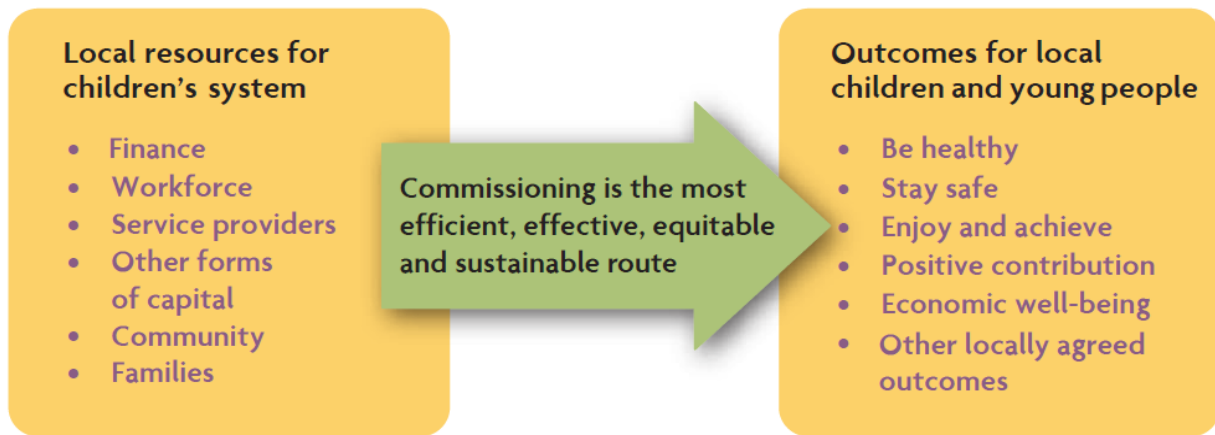 Local resources for
children's system
• Finance
• Workforce
• Service providers
• Other forms
of capital
• Community
• Families
Commissioning is the most
efficient, effective, equitable
and sustainable route
Outcomes for local
children and young people
• Be healthy
• Stay safe
• Enjoy and achieve
• Positive contribution
• Economic well-being
• Other locally agreed
outcomes